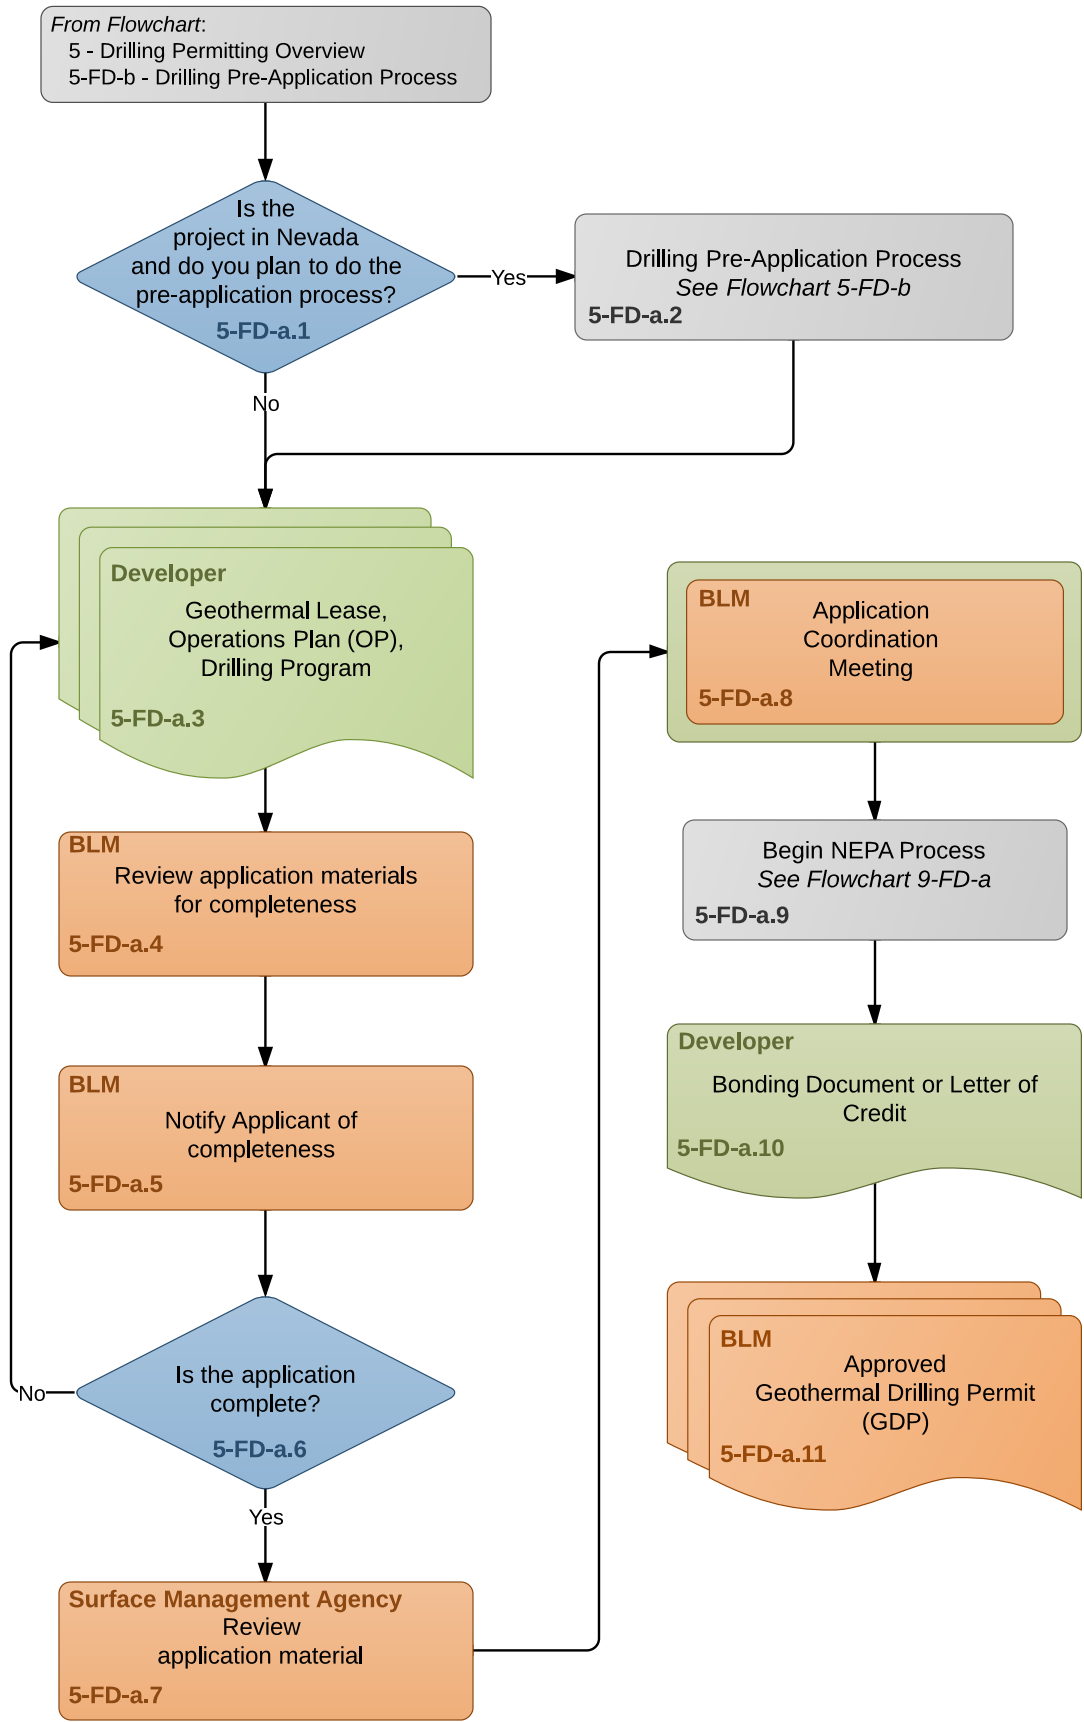 From Flowchart:
5 - Drilling Permitting Overview
5-FD-b - Drilling Pre-Application Process
Is the
project in Nevada
and do you plan to do the
pre-application process?
5-FD-a.1
Yes
Drilling Pre-Application Process
See Flowchart 5-FD-b
5-FD-a.2
No
Developer
Geothermal Lease,
Operations Plan (OP),
Drilling Program
5-FD-a.3
BLM
Review application materials
for completeness
5-FD-a.4
BLM
Notify Applicant of
completeness
5-FD-a.5
Is the application
complete?
5-FD-a.6
No
Yes
Surface Management Agency
Review
application material
5-FD-a.7
BLM
Application
Coordination
Meeting
5-FD-a.8
Begin NEPA Process
See Flowchart 9-FD-a
5-FD-a.9
Developer
Bonding Document or Letter of
Credit
5-FD-a.10
BLM
Approved
Geothermal Drilling Permit
(GDP)
5-FD-a.11